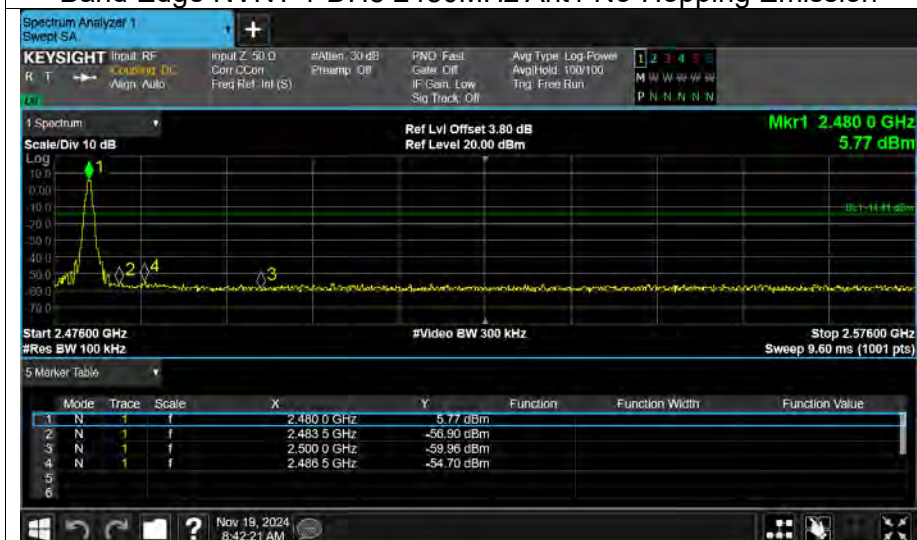 Spectrum Analyzer 1
Swept SA
+
KEYSIGHT Input: RF Input Z: 50 Ω #Atten: 30 dB PNO: Fast Avg Type: Log-Power 1 2 3 4 5 6
R T Coupling: DC Corr CCorr Preamp: Off Gate: Off Avg|Hold: 100/100 M W W W W W
Align: Auto Freq Ref: Int (S) IF Gain: Low Trig: Free Run P N N N N N
Sig Track: Off
1 Spectrum
Scale/Div 10 dB
Ref Lvl Offset 3.80 dB
Ref Level 20.00 dBm
Mkr1 2.480 0 GHz
5.77 dBm
Log
10.0
0.00
-10.0
-20.0
-30.0
-40.0
-50.0
-60.0
-70.0
1
2
4
3
DL1 -14.41 dBm
Start 2.47600 GHz #Video BW 300 kHz Stop 2.57600 GHz
#Res BW 100 kHz Sweep 9.60 ms (1001 pts)
5 Marker Table
Mode Trace Scale X Y Function Function Width Function Value
1 N 1 f 2.480 0 GHz 5.77 dBm
2 N 1 f 2.483 5 GHz -56.90 dBm
3 N 1 f 2.500 0 GHz -59.96 dBm
4 N 1 f 2.486 5 GHz -54.70 dBm
5
6
? Nov 19, 2024
8:42:21 AM